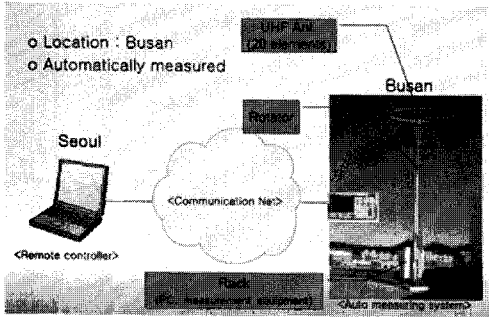 o Location : Busan
o Automatically measured
UHF Ant.
(20 elements)
Busan
Rotator
Seoul
<Communication Net>
<Remote controller>
Rack
(PC, measurement equipment)
<Auto measuring system>